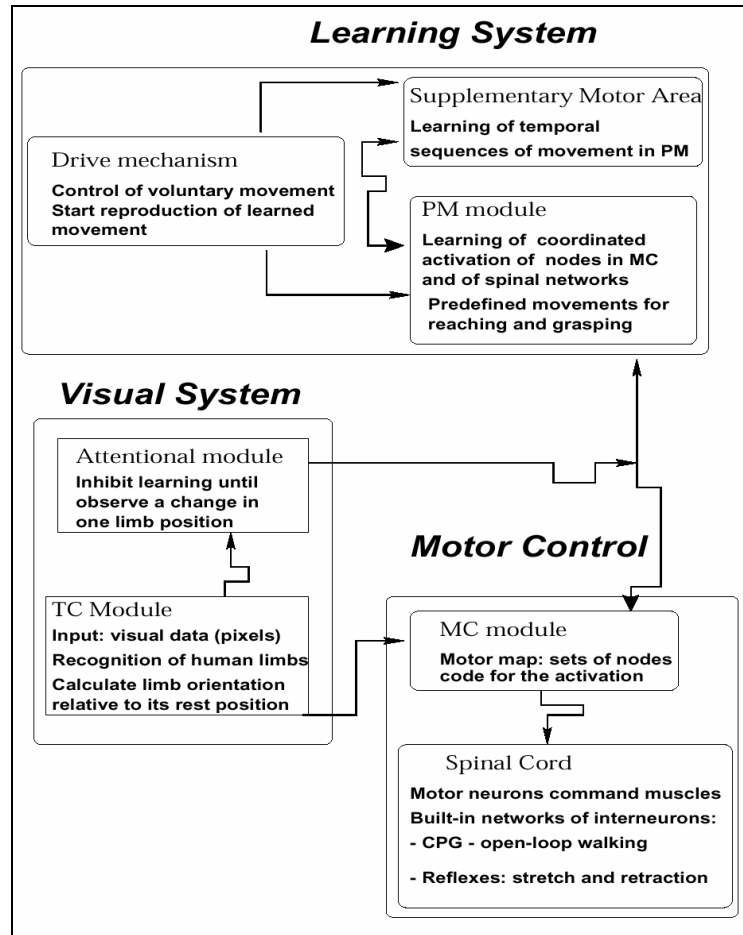 Learning System
Supplementary Motor Area
Learning of temporal
sequences of movement in PM
Drive mechanism
Control of voluntary movement
Start reproduction of learned
movement
PM module
Learning of coordinated
activation of nodes in MC
and of spinal networks
Predefined movements for
reaching and grasping
Visual System
Attentional module
Inhibit learning until
observe a change in
one limb position
TC Module
Input: visual data (pixels)
Recognition of human limbs
Calculate limb orientation
relative to its rest position
Motor Control
MC module
Motor map: sets of nodes
code for the activation
Spinal Cord
Motor neurons command muscles
Built-in networks of interneurons:
- CPG - open-loop walking
- Reflexes: stretch and retraction